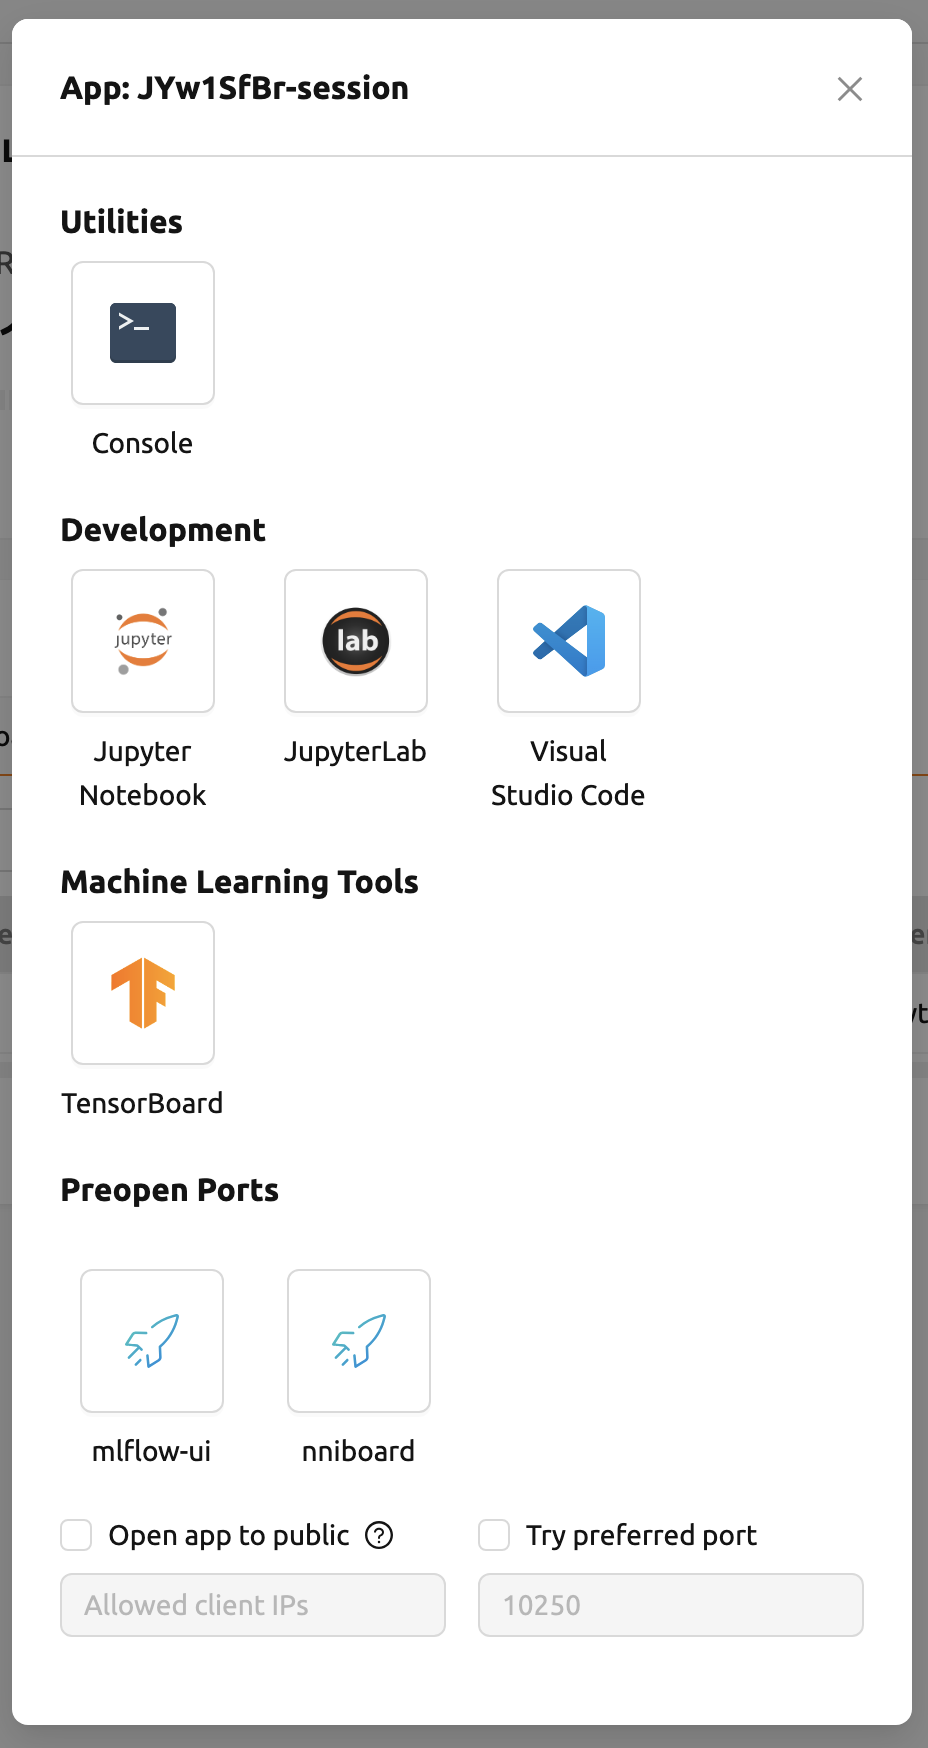 App: JYw1SfBr-session
Utilities
>_
Console
Development
jupyter
lab
Jupyter
Notebook
JupyterLab
Visual
Studio Code
Machine Learning Tools
TensorBoard
Preopen Ports
mlflow-ui
nniboard
Open app to public ?
Try preferred port
Allowed client IPs
10250